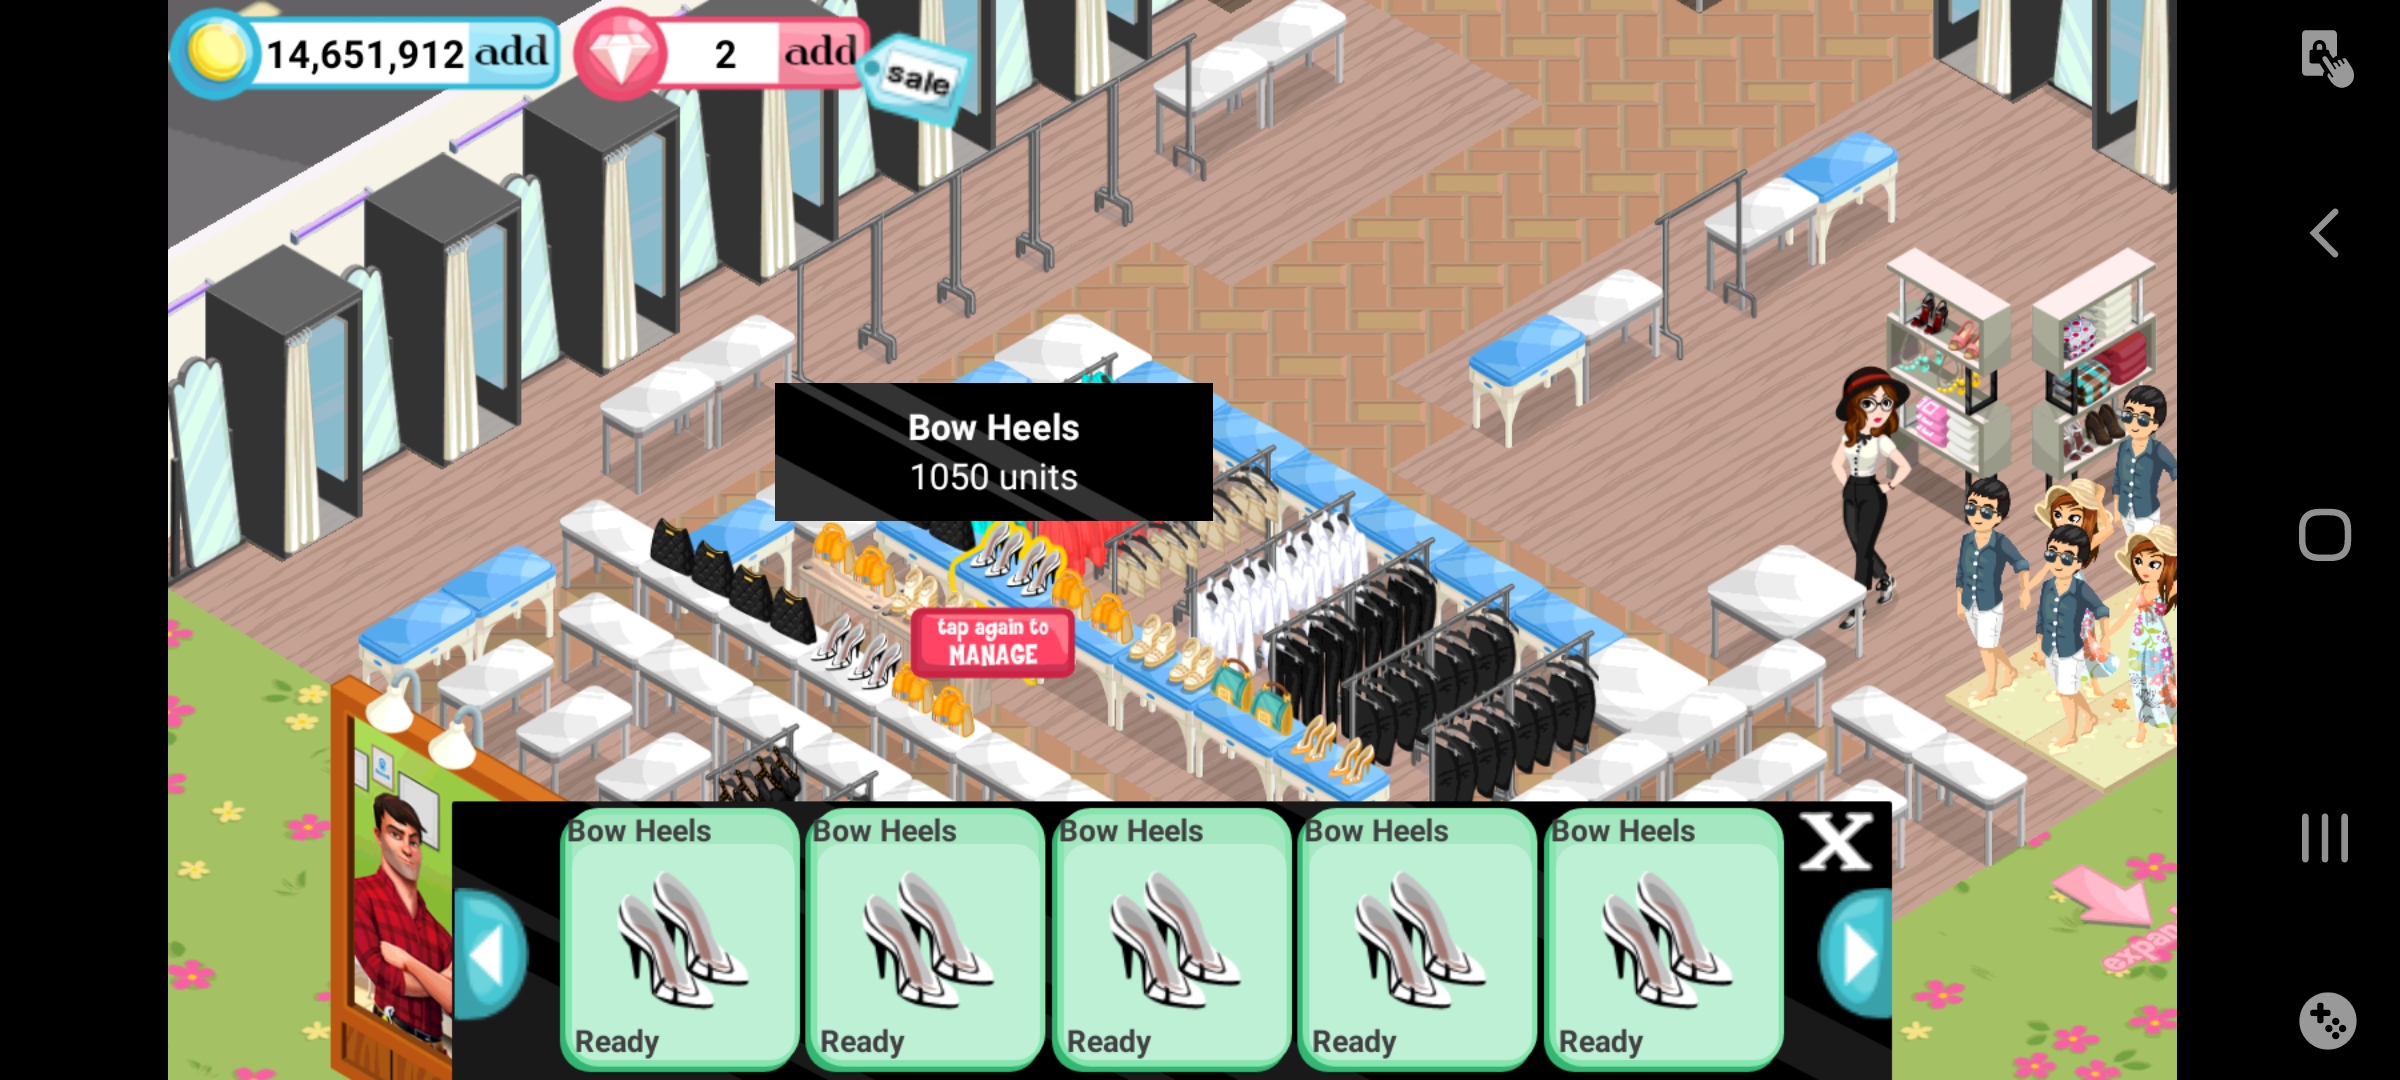 14,651,912 add
2 add
sale
Bow Heels
1050 units
tap again to
MANAGE
Bow Heels
Bow Heels
Bow Heels
Bow Heels
Bow Heels
X
Ready
Ready
Ready
Ready
Ready